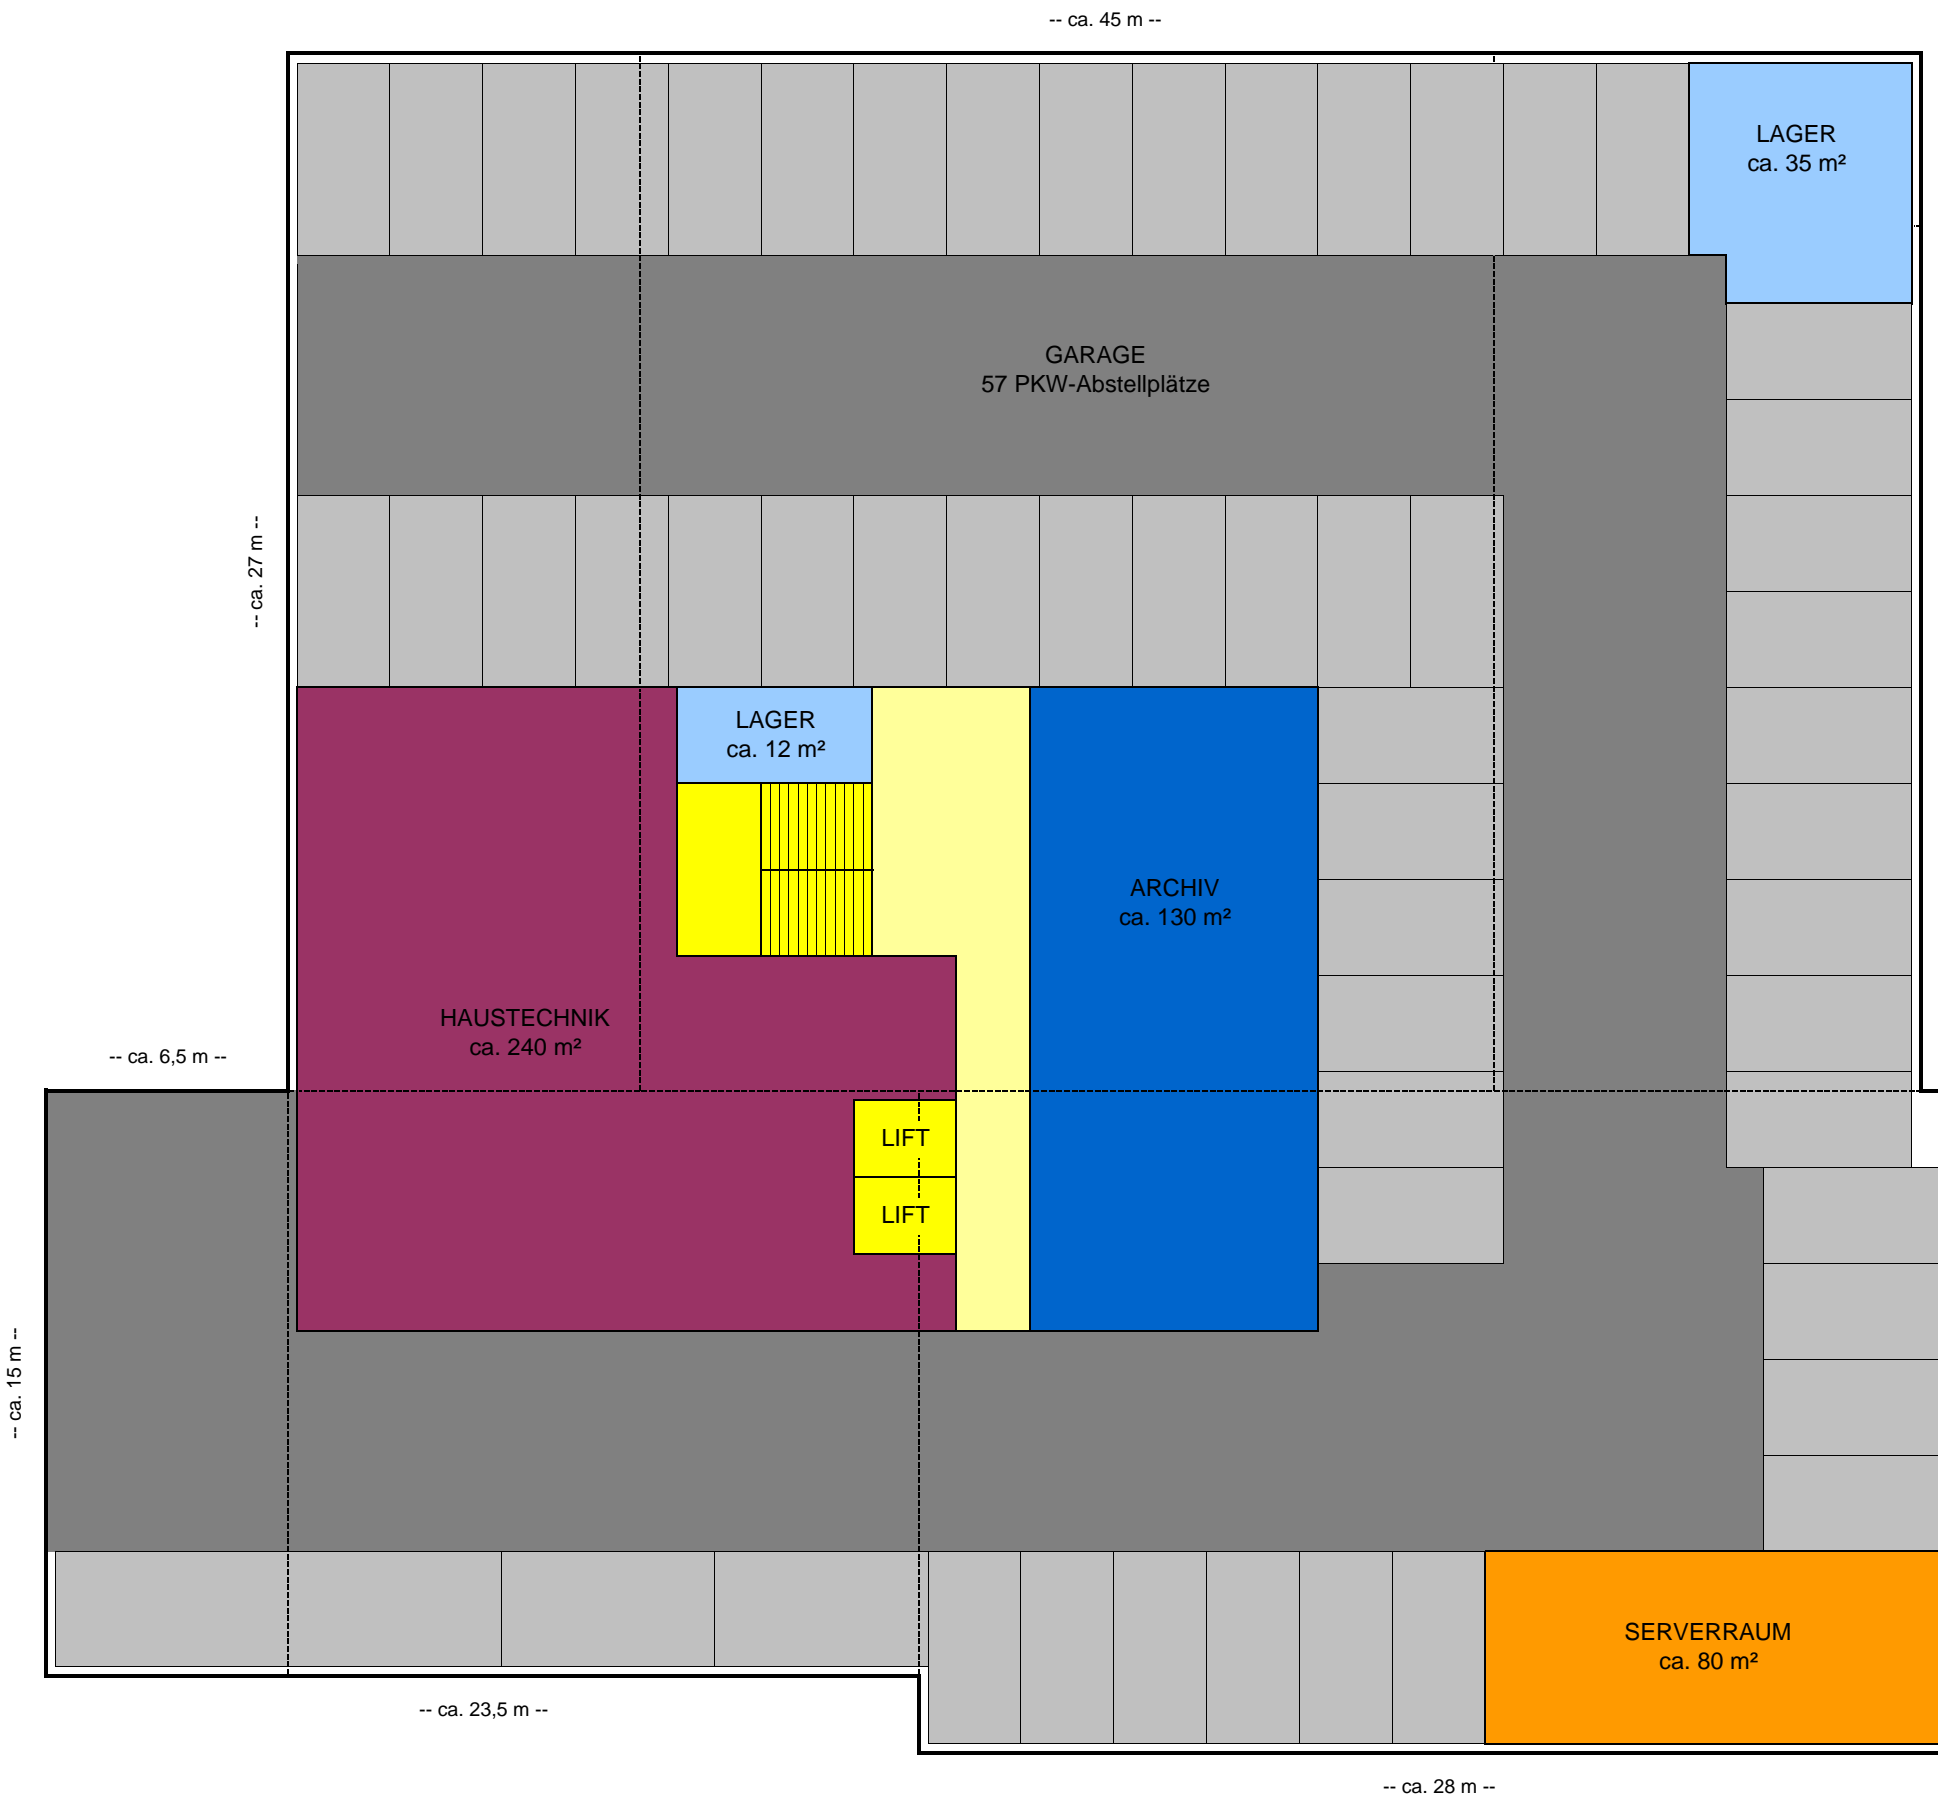 -- ca. 45 m --
LAGER
ca. 35 m²
GARAGE
57 PKW-Abstellplätze
-- ca. 27 m --
LAGER
ca. 12 m²
ARCHIV
ca. 130 m²
HAUSTECHNIK
ca. 240 m²
-- ca. 6,5 m --
LIFT
LIFT
-- ca. 15 m --
SERVERRAUM
ca. 80 m²
-- ca. 23,5 m --
-- ca. 28 m --